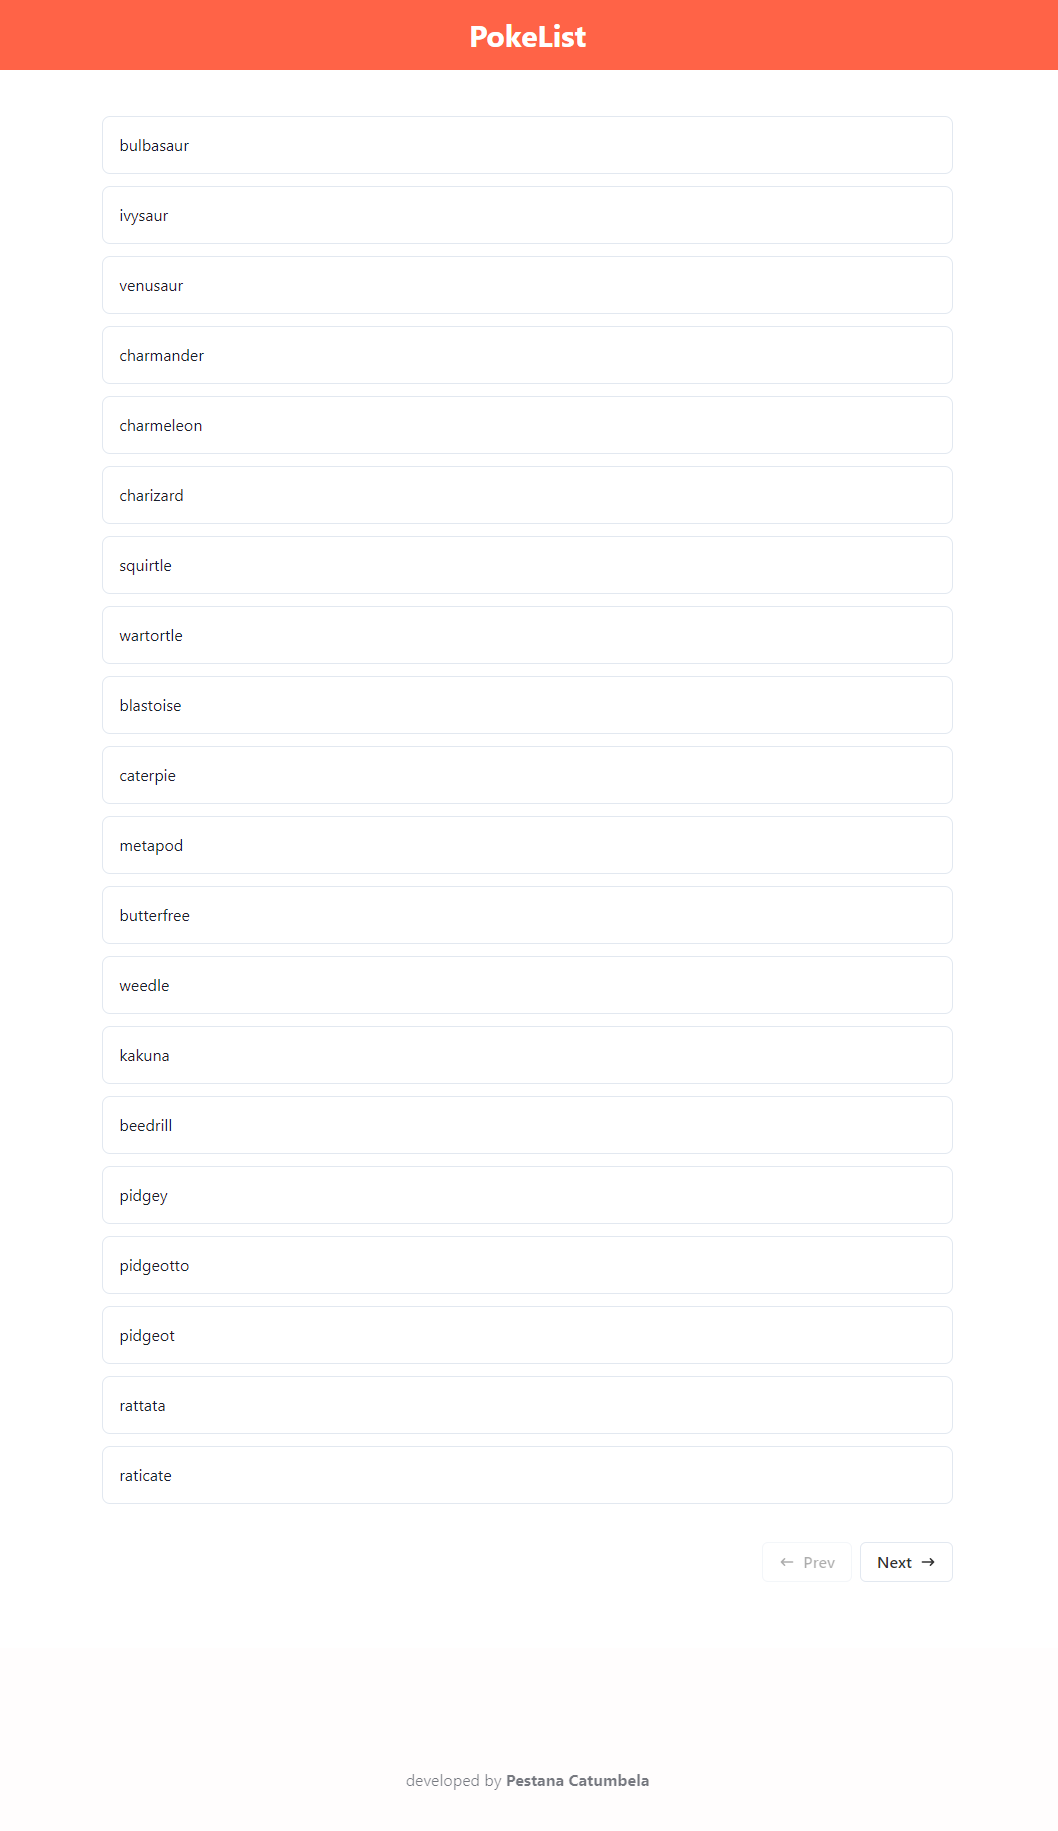 PokeList
bulbasaur
ivysaur
venusaur
charmander
charmeleon
charizard
squirtle
wartortle
blastoise
caterpie
metapod
butterfree
weedle
kakuna
beedrill
pidgey
pidgeotto
pidgeot
rattata
raticate
← Prev Next →
developed by Pestana Catumbela